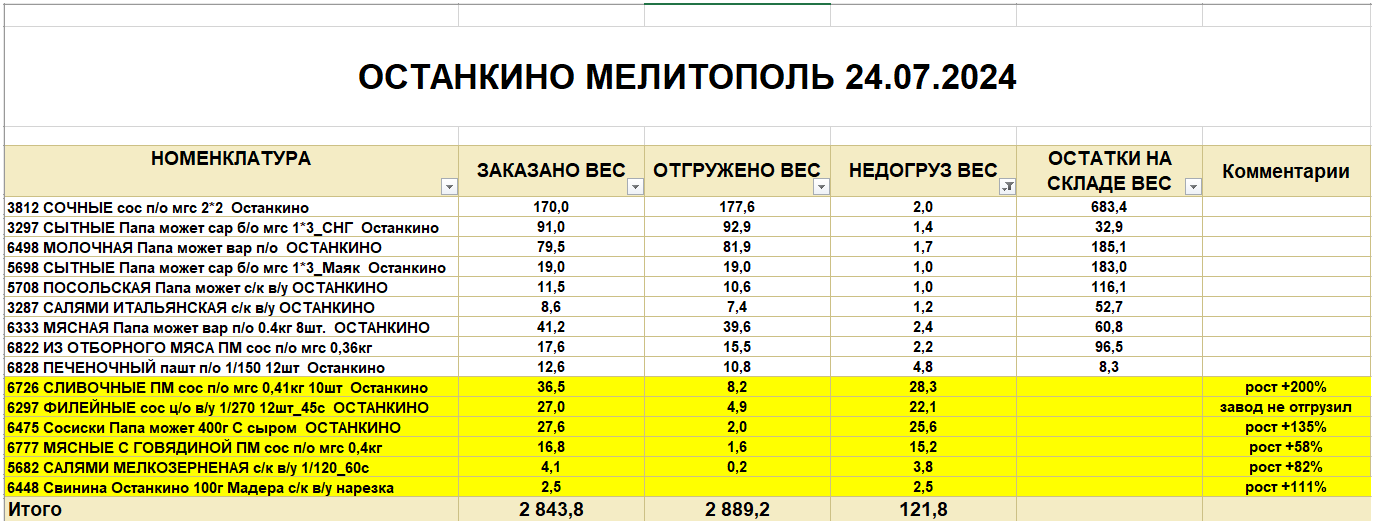 ОСТАНКИНО МЕЛИТОПОЛЬ 24.07.2024
НОМЕНКЛАТУРА ЗАКАЗАНО ВЕС ОТГРУЖЕНО ВЕС НЕДОГРУЗ ВЕС ОСТАТКИ НА СКЛАДЕ ВЕС Комментарии
3812 СОЧНЫЕ сос п/о мгс 2*2 Останкино 170,0 177,6 2,0 683,4
3297 СЫТНЫЕ Папа может сар б/о мгс 1*3_СНГ Останкино 91,0 92,9 1,4 32,9
6498 МОЛОЧНАЯ Папа может вар п/о ОСТАНКИНО 79,5 81,9 1,7 185,1
5698 СЫТНЫЕ Папа может сар б/о мгс 1*3_Маяк Останкино 19,0 19,0 1,0 183,0
5708 ПОСОЛЬСКАЯ Папа может с/к в/у ОСТАНКИНО 11,5 10,6 1,0 116,1
3287 САЛЯМИ ИТАЛЬЯНСКАЯ с/к в/у ОСТАНКИНО 8,6 7,4 1,2 52,7
6333 МЯСНАЯ Папа может вар п/о 0.4кг 8шт. ОСТАНКИНО 41,2 39,6 2,4 60,8
6822 ИЗ ОТБОРНОГО МЯСА ПМ сос п/о мгс 0,36кг 17,6 15,5 2,2 96,5
6828 ПЕЧЕНОЧНЫЙ пашт п/о 1/150 12шт Останкино 12,6 10,8 4,8 8,3
6726 СЛИВОЧНЫЕ ПМ сос п/о мгс 0,41кг 10шт Останкино 36,5 8,2 28,3 рост +200%
6297 ФИЛЕЙНЫЕ сос ц/о в/у 1/270 12шт_45с ОСТАНКИНО 27,0 4,9 22,1 завод не отгрузил
6475 Сосиски Папа может 400г С сыром ОСТАНКИНО 27,6 2,0 25,6 рост +135%
6777 МЯСНЫЕ С ГОВЯДИНОЙ ПМ сос п/о мгс 0,4кг 16,8 1,6 15,2 рост +58%
5682 САЛЯМИ МЕЛКОЗЕРНЕНАЯ с/к в/у 1/120_60с 4,1 0,2 3,8 рост +82%
6448 Свинина Останкино 100г Мадера с/к в/у нарезка 2,5 2,5 рост +111%
Итого 2 843,8 2 889,2 121,8